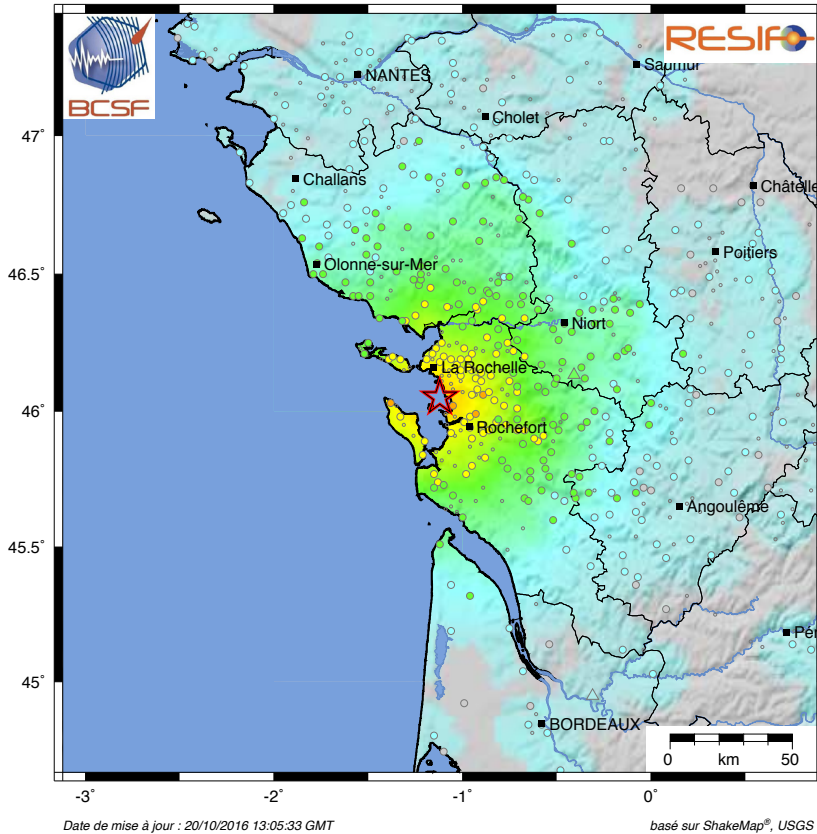 BCSF
RESIF
NANTES
Saumur
Cholet
47°
Challans
Châtelle
46.5°
Olonne-sur-Mer
Poitiers
Niort
La Rochelle
46°
Rochefort
Angoulême
45.5°
Pér
45°
BORDEAUX
0 km 50
-3° -2° -1° 0°
Date de mise à jour : 20/10/2016 13:05:33 GMT
basé sur ShakeMap®, USGS